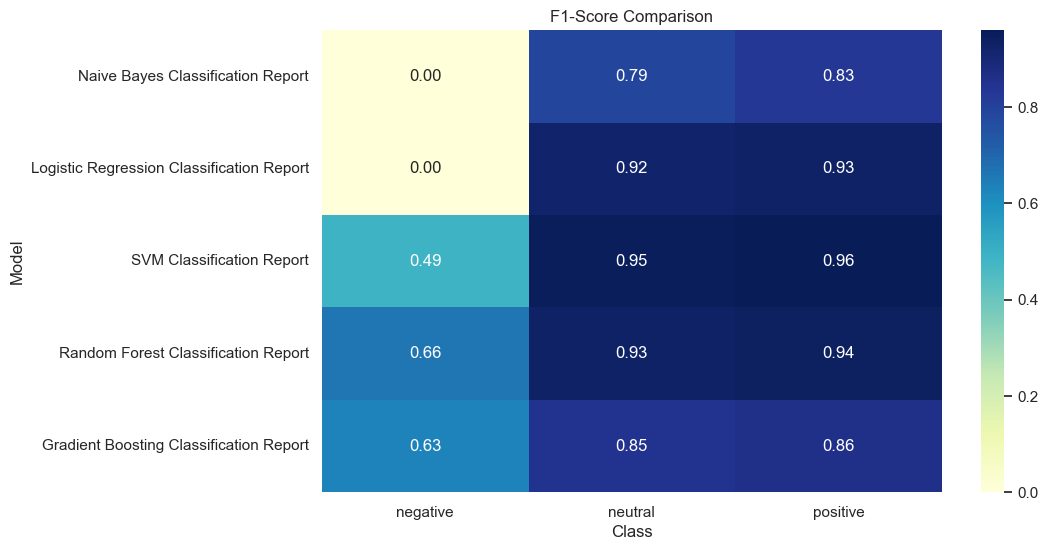 F1-Score Comparison
Naive Bayes Classification Report 0.00 0.79 0.83
Logistic Regression Classification Report 0.00 0.92 0.93
SVM Classification Report 0.49 0.95 0.96
Random Forest Classification Report 0.66 0.93 0.94
Gradient Boosting Classification Report 0.63 0.85 0.86
negative neutral positive
Class
Model
0.8
0.6
0.4
0.2
0.0